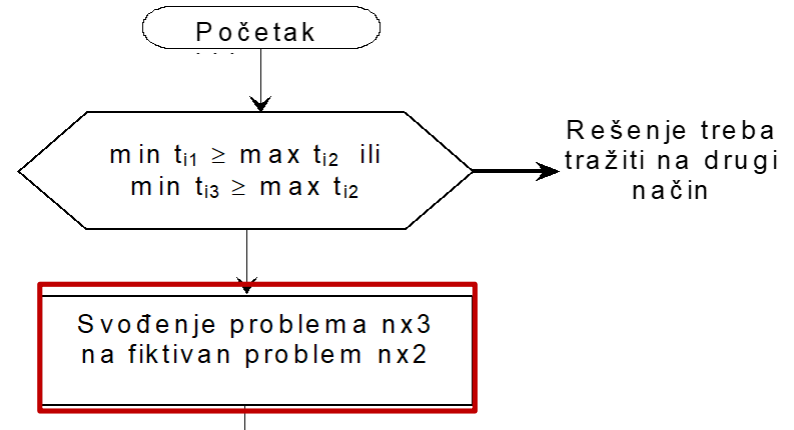 Početak
min tᵢ₁ ≥ max tᵢ₂ ili
min tᵢ₃ ≥ max tᵢ₂
Rešenje treba
tražiti na drugi
način
Svođenje problema nx3
na fiktivan problem nx2